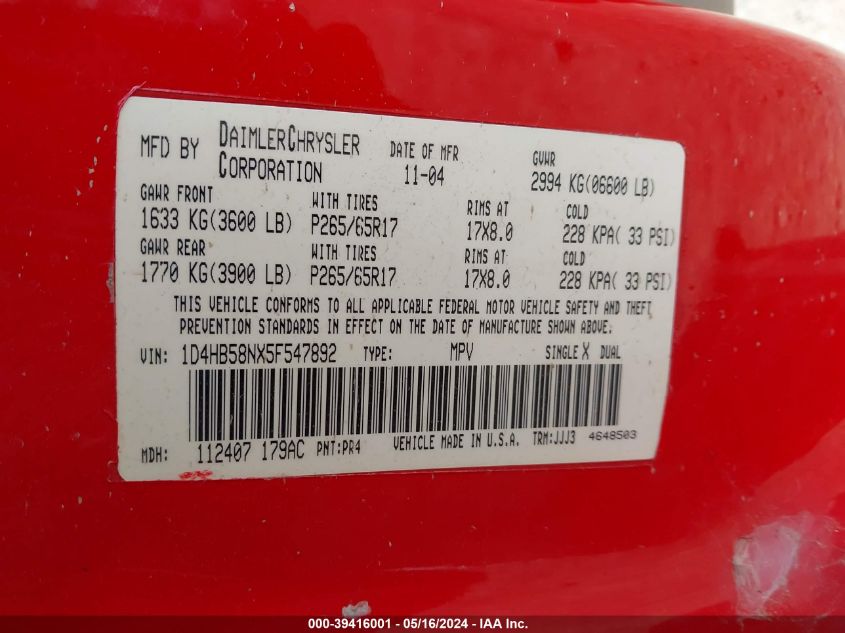 MFD BY DAIMLERCHRYSLER CORPORATION DATE OF MFR 11-04 GVWR 2994 KG(06600 LB)
GAWR FRONT WITH TIRES RIMS AT COLD
1633 KG(3600 LB) P265/65R17 17X8.0 228 KPA( 33 PSI)
GAWR REAR WITH TIRES RIMS AT COLD
1770 KG(3900 LB) P265/65R17 17X8.0 228 KPA( 33 PSI)
THIS VEHICLE CONFORMS TO ALL APPLICABLE FEDERAL MOTOR VEHICLE SAFETY AND THEFT
PREVENTION STANDARDS IN EFFECT ON THE DATE OF MANUFACTURE SHOWN ABOVE.
VIN: 1D4HB58NX5F547892 TYPE: MPV SINGLE X DUAL
MDH: 112407 179AC PNT:PR4 VEHICLE MADE IN U.S.A. TRM:JJJ3 4648503
000-39416001 - 05/16/2024 - IAA Inc.